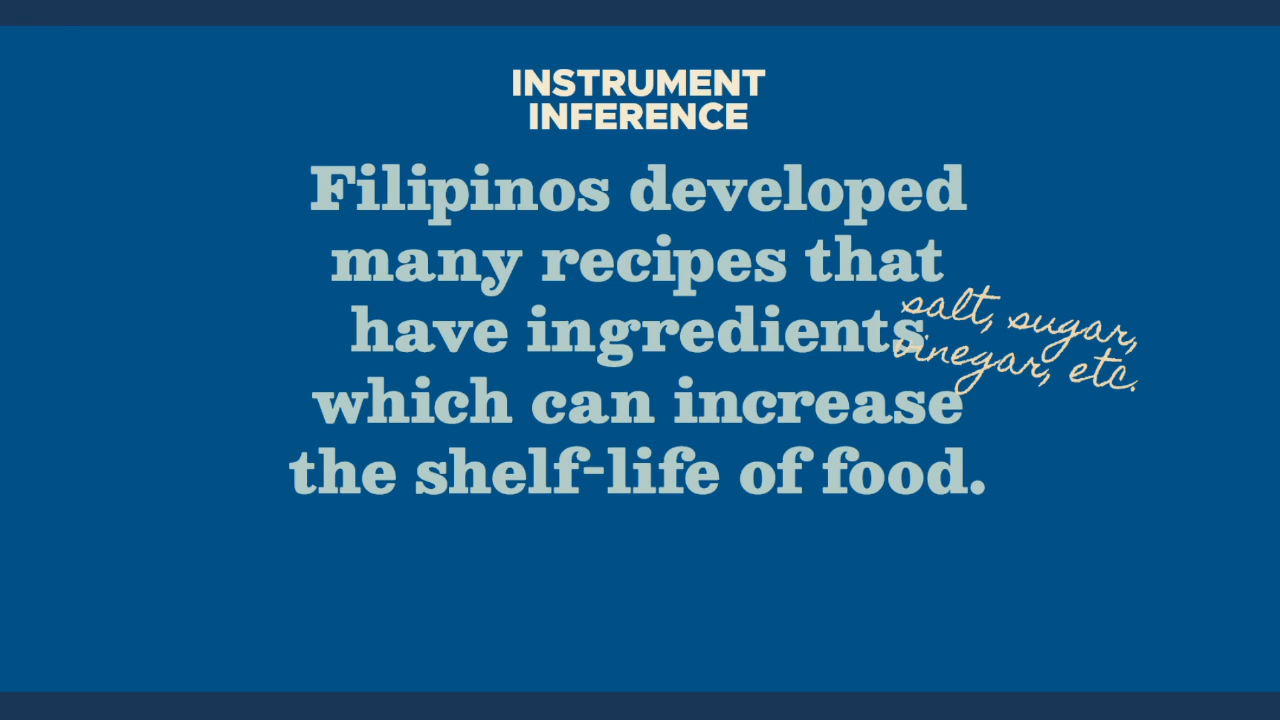 INSTRUMENT
INFERENCE
Filipinos developed
many recipes that
have ingredients
salt, sugar,
vinegar, etc.
which can increase
the shelf-life of food.